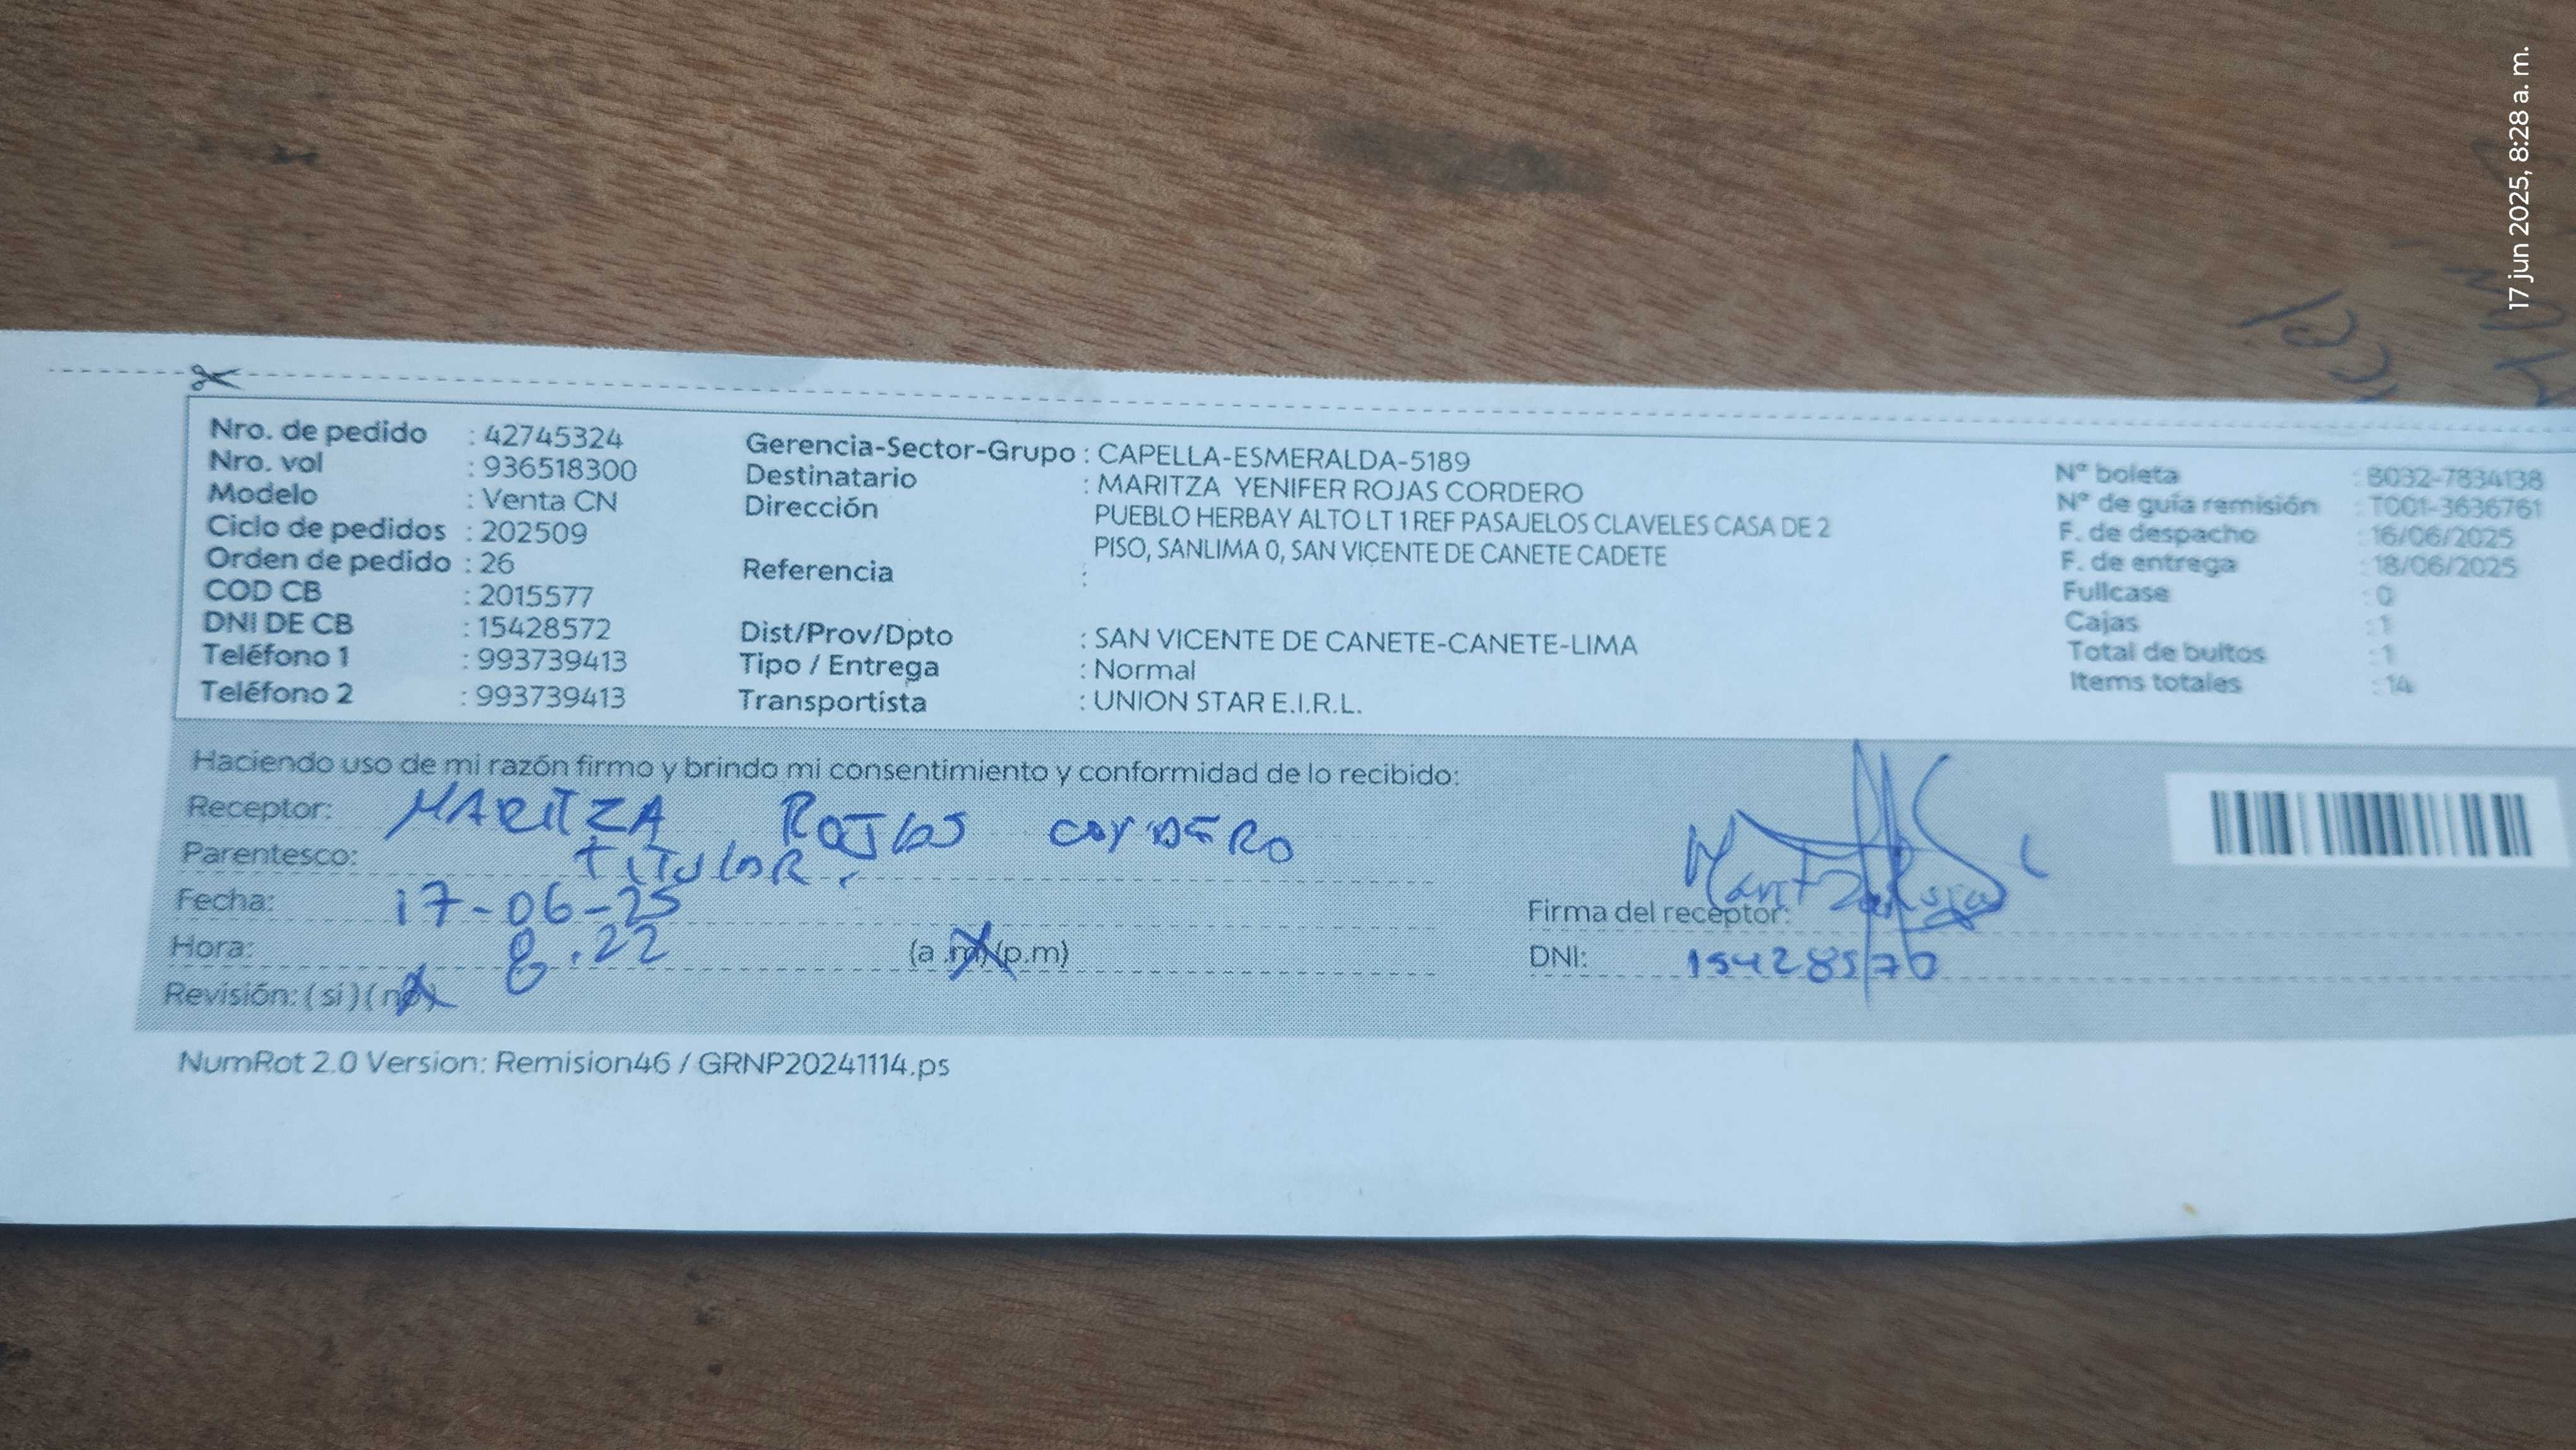 17 jun 2025, 8:28 a. m.
Nro. de pedido : 42745324
Nro. vol : 936518300
Modelo : Venta CN
Ciclo de pedidos : 202509
Orden de pedido : 26
COD CB : 2015577
DNI DE CB : 15428572
Teléfono 1 : 993739413
Teléfono 2 : 993739413
Gerencia-Sector-Grupo : CAPELLA-ESMERALDA-5189
Destinatario : MARITZA YENIFER ROJAS CORDERO
Dirección : PUEBLO HERBAY ALTO LT 1 REF PASAJELOS CLAVELES CASA DE 2
PISO, SANLIMA 0, SAN VICENTE DE CANETE CADETE
Referencia :
Dist/Prov/Dpto : SAN VICENTE DE CANETE-CANETE-LIMA
Tipo / Entrega : Normal
Transportista : UNION STAR E.I.R.L.
N° boleta : B032-7834138
N° de guía remisión : T001-3636761
F. de despacho : 16/06/2025
F. de entrega : 18/06/2025
Fullcase : 0
Cajas : 1
Total de bultos : 1
Items totales : 14
Haciendo uso de mi razón firmo y brindo mi consentimiento y conformidad de lo recibido:
Receptor: MARITZA ROJAS CORDERO
Parentesco: TITULAR.
Fecha: 17-06-25
Hora: 8.22 (a.m) (p.m)
Revisión: (si) (no)
Firma del receptor: Maritza Rojas
DNI: 15428570
NumRot 2.0 Version: Remision46 / GRNP20241114.ps